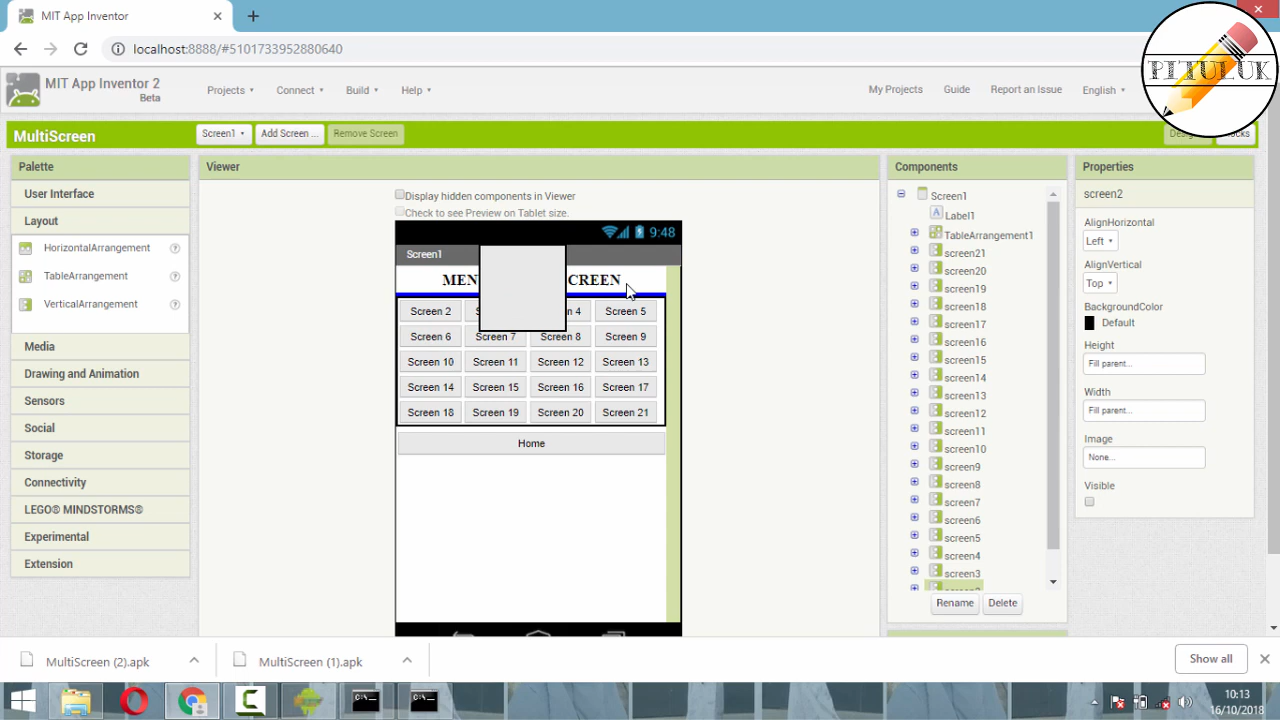 MIT App Inventor
localhost:8888/#5101733952880640
PITULUK
MIT App Inventor 2
Beta
Projects
Connect
Build
Help
My Projects
Guide
Report an Issue
English
MultiScreen
Screen1
Add Screen ...
Remove Screen
Palette
User Interface
Layout
HorizontalArrangement
TableArrangement
VerticalArrangement
Media
Drawing and Animation
Sensors
Social
Storage
Connectivity
LEGO® MINDSTORMS®
Experimental
Extension
Viewer
Display hidden components in Viewer
Check to see Preview on Tablet size.
9:48
Screen1
MEN CREEN
Screen 2 n 4 Screen 5
Screen 6 Screen 7 Screen 8 Screen 9
Screen 10 Screen 11 Screen 12 Screen 13
Screen 14 Screen 15 Screen 16 Screen 17
Screen 18 Screen 19 Screen 20 Screen 21
Home
Components
Screen1
Label1
TableArrangement1
screen21
screen20
screen19
screen18
screen17
screen16
screen15
screen14
screen13
screen12
screen11
screen10
screen9
screen8
screen7
screen6
screen5
screen4
screen3
Rename
Delete
Properties
screen2
AlignHorizontal
Left
AlignVertical
Top
BackgroundColor
Default
Height
Fill parent...
Width
Fill parent...
Image
None...
Visible
MultiScreen (2).apk
MultiScreen (1).apk
Show all
10:13
16/10/2018